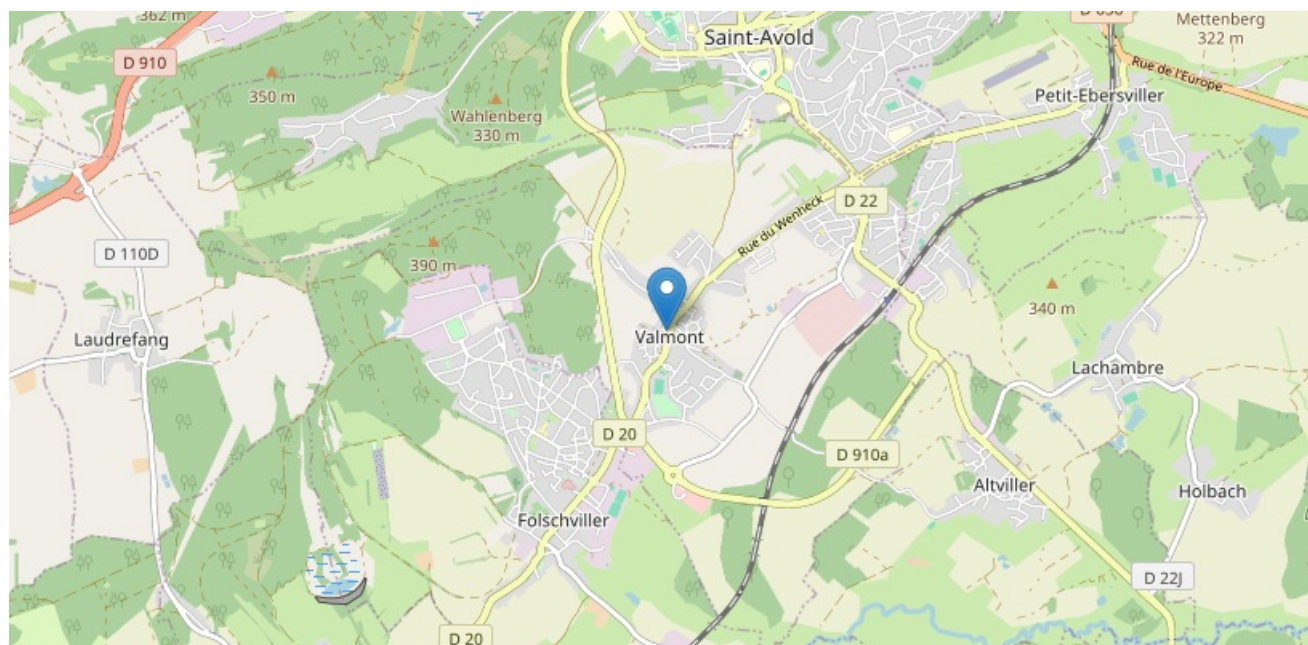 362 m
D 910
350 m
Wahlenberg
330 m
Saint-Avold
Mettenberg
322 m
Rue de l'Europe
Petit-Ebersviller
D 110D
390 m
Rue du Wenheck
D 22
340 m
Laudrefang
Valmont
Lachambre
D 20
D 910a
Altviller
Holbach
Folschviller
D 22J
D 20